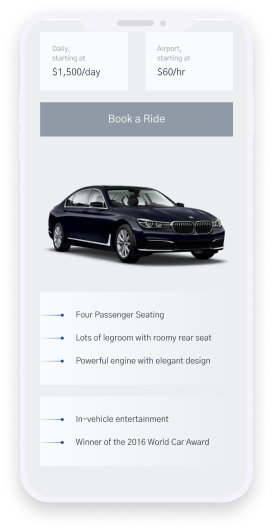 Daily,
starting at
$1,500/day
Airport,
starting at
$60/hr
Book a Ride
Four Passenger Seating
Lots of legroom with roomy rear seat
Powerful engine with elegant design
In-vehicle entertainment
Winner of the 2016 World Car Award